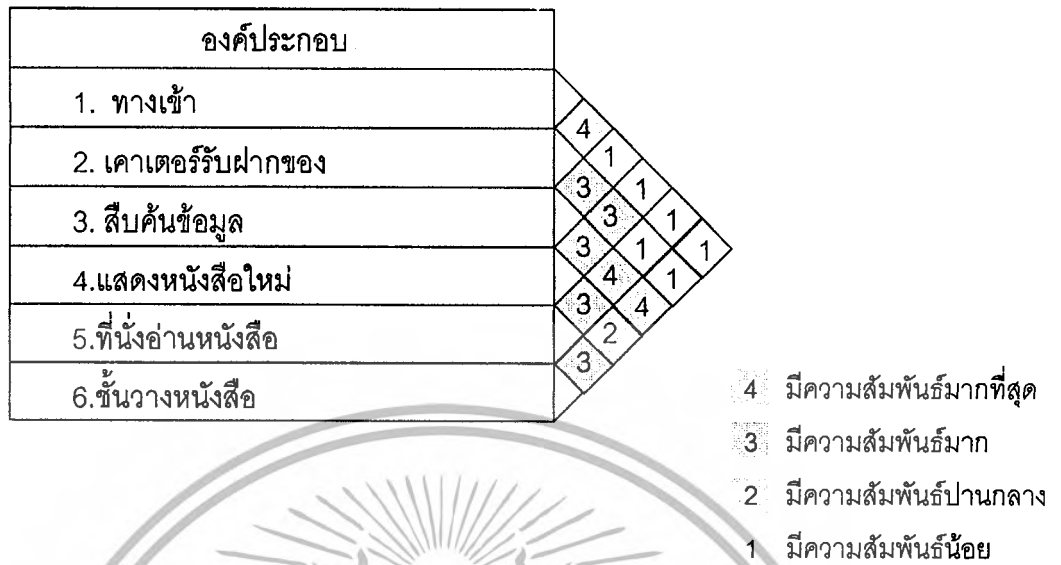 องค์ประกอบ
1. ทางเข้า
2. เคาเตอร์รับฝากของ
3. สืบค้นข้อมูล
4.แสดงหนังสือใหม่
5.ที่นั่งอ่านหนังสือ
6.ชั้นวางหนังสือ
4
1
3 1
3 1
3 1 1
4 1
3 4
2
3
4 มีความสัมพันธ์มากที่สุด
3 มีความสัมพันธ์มาก
2 มีความสัมพันธ์ปานกลาง
1 มีความสัมพันธ์น้อย